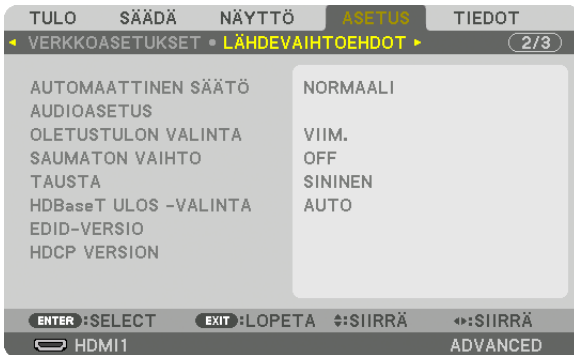 TULO SÄÄDÄ NÄYTTÖ ASETUS TIEDOT
◂ VERKKOASETUKSET • LÄHDEVAIHTOEHDOT ▸ 2/3
AUTOMAATTINEN SÄÄTÖ NORMAALI
AUDIOASETUS
OLETUSTULON VALINTA VIIM.
SAUMATON VAIHTO OFF
TAUSTA SININEN
HDBaseT ULOS -VALINTA AUTO
EDID-VERSIO
HDCP VERSION
ENTER :SELECT EXIT :LOPETA ♦:SIIRRÄ ◂▸:SIIRRÄ
HDMI1 ADVANCED